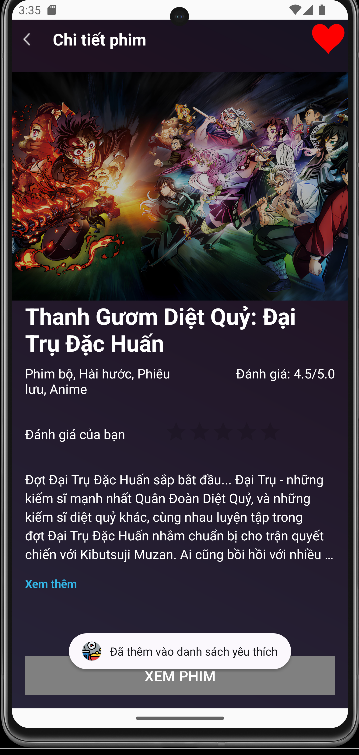 3:35
Chi tiết phim
Thanh Gươm Diệt Quỷ: Đại
Trụ Đặc Huấn
Phim bộ, Hài hước, Phiêu
lưu, Anime
Đánh giá: 4.5/5.0
Đánh giá của bạn
Đợt Đại Trụ Đặc Huấn sắp bắt đầu... Đại Trụ - những
kiếm sĩ mạnh nhất Quân Đoàn Diệt Quỷ, và những
kiếm sĩ diệt quỷ khác, cùng nhau luyện tập trong
đợt Đại Trụ Đặc Huấn nhằm chuẩn bị cho trận quyết
chiến với Kibutsuji Muzan. Ai cũng bồi hồi với nhiều ...
Xem thêm
Đã thêm vào danh sách yêu thích
XEM PHIM